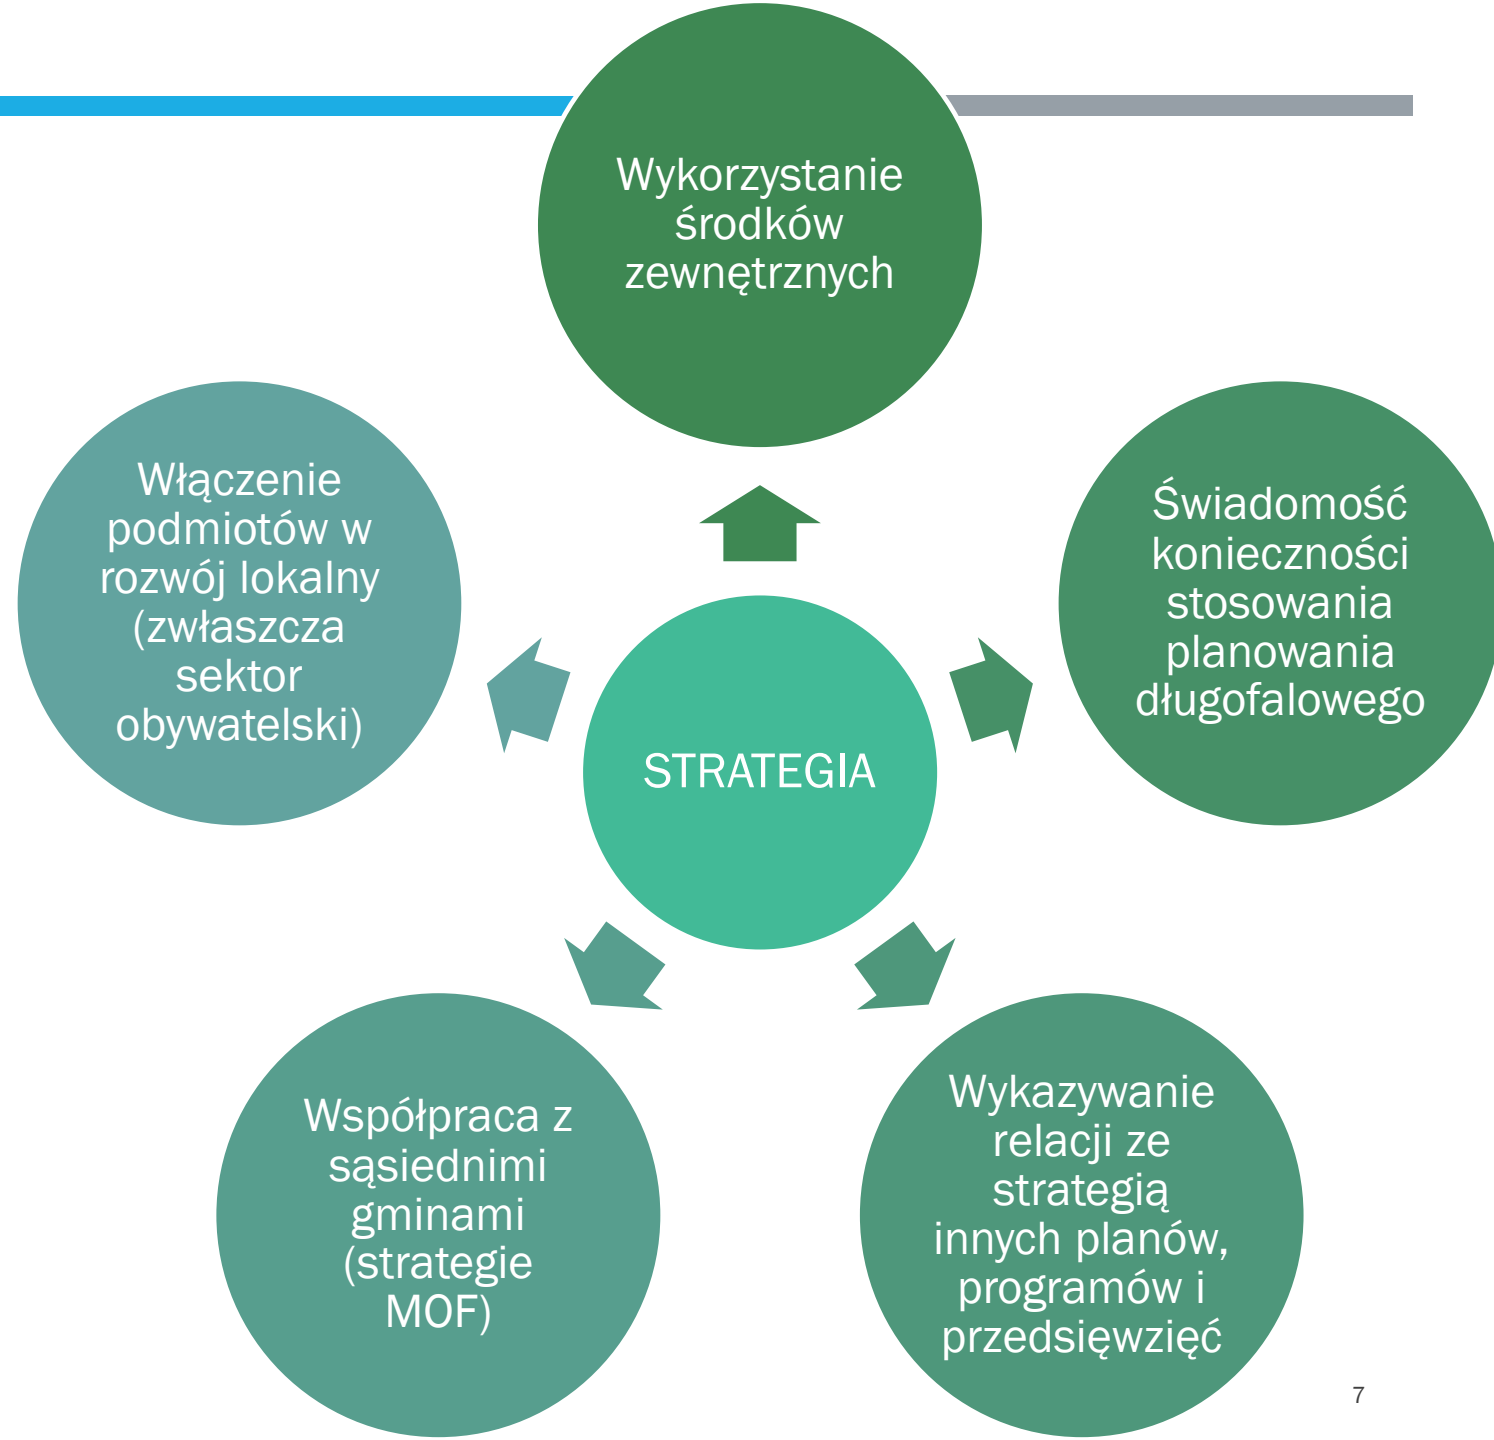 Wykorzystanie
środków
zewnętrznych
Świadomość
konieczności
stosowania
planowania
długofalowego
Wykazywanie
relacji ze
strategią
innych planów,
programów i
przedsięwzięć
Współpraca z
sąsiednimi
gminami
(strategie
MOF)
Włączenie
podmiotów w
rozwój lokalny
(zwłaszcza
sektor
obywatelski)
STRATEGIA
7